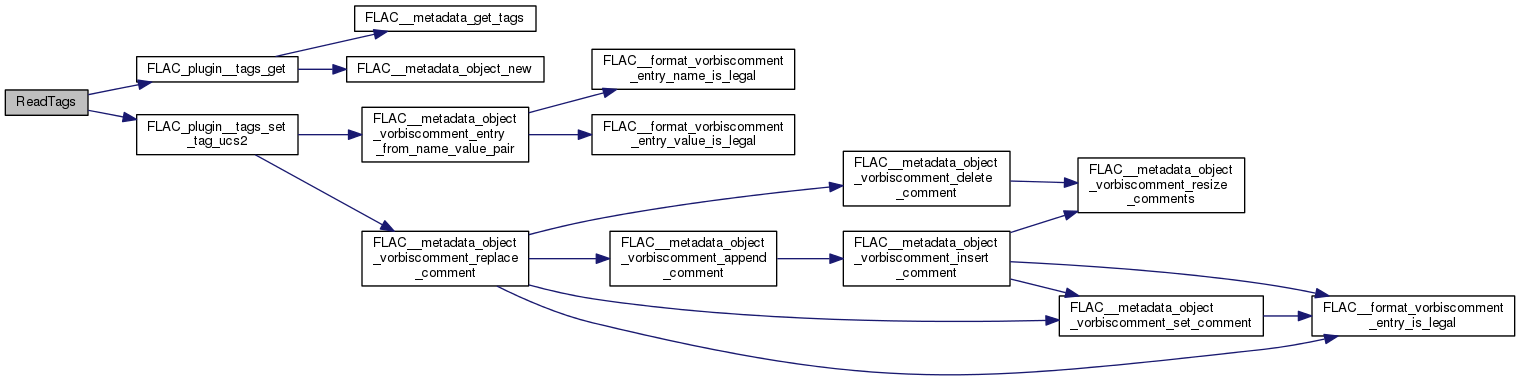 FLAC__metadata_get_tags
FLAC_plugin__tags_get
FLAC__metadata_object_new
ReadTags
FLAC_plugin__tags_set
_tag_ucs2
FLAC__metadata_object
_vorbiscomment_entry
_from_name_value_pair
FLAC__format_vorbiscomment
_entry_name_is_legal
FLAC__format_vorbiscomment
_entry_value_is_legal
FLAC__metadata_object
_vorbiscomment_replace
_comment
FLAC__metadata_object
_vorbiscomment_delete
_comment
FLAC__metadata_object
_vorbiscomment_resize
_comments
FLAC__metadata_object
_vorbiscomment_append
_comment
FLAC__metadata_object
_vorbiscomment_insert
_comment
FLAC__metadata_object
_vorbiscomment_set_comment
FLAC__format_vorbiscomment
_entry_is_legal